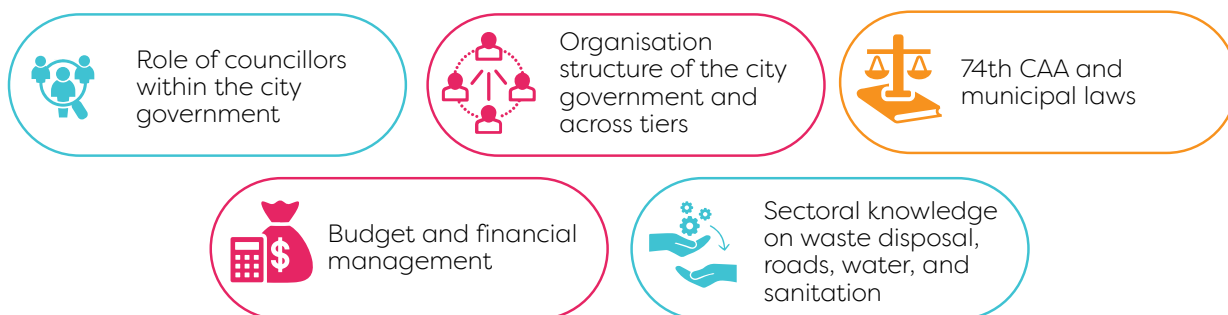 Role of councillors
within the city
government
Organisation
structure of the city
government and
across tiers
74th CAA and
municipal laws
Budget and financial
management
$
Sectoral knowledge
on waste disposal,
roads, water, and
sanitation